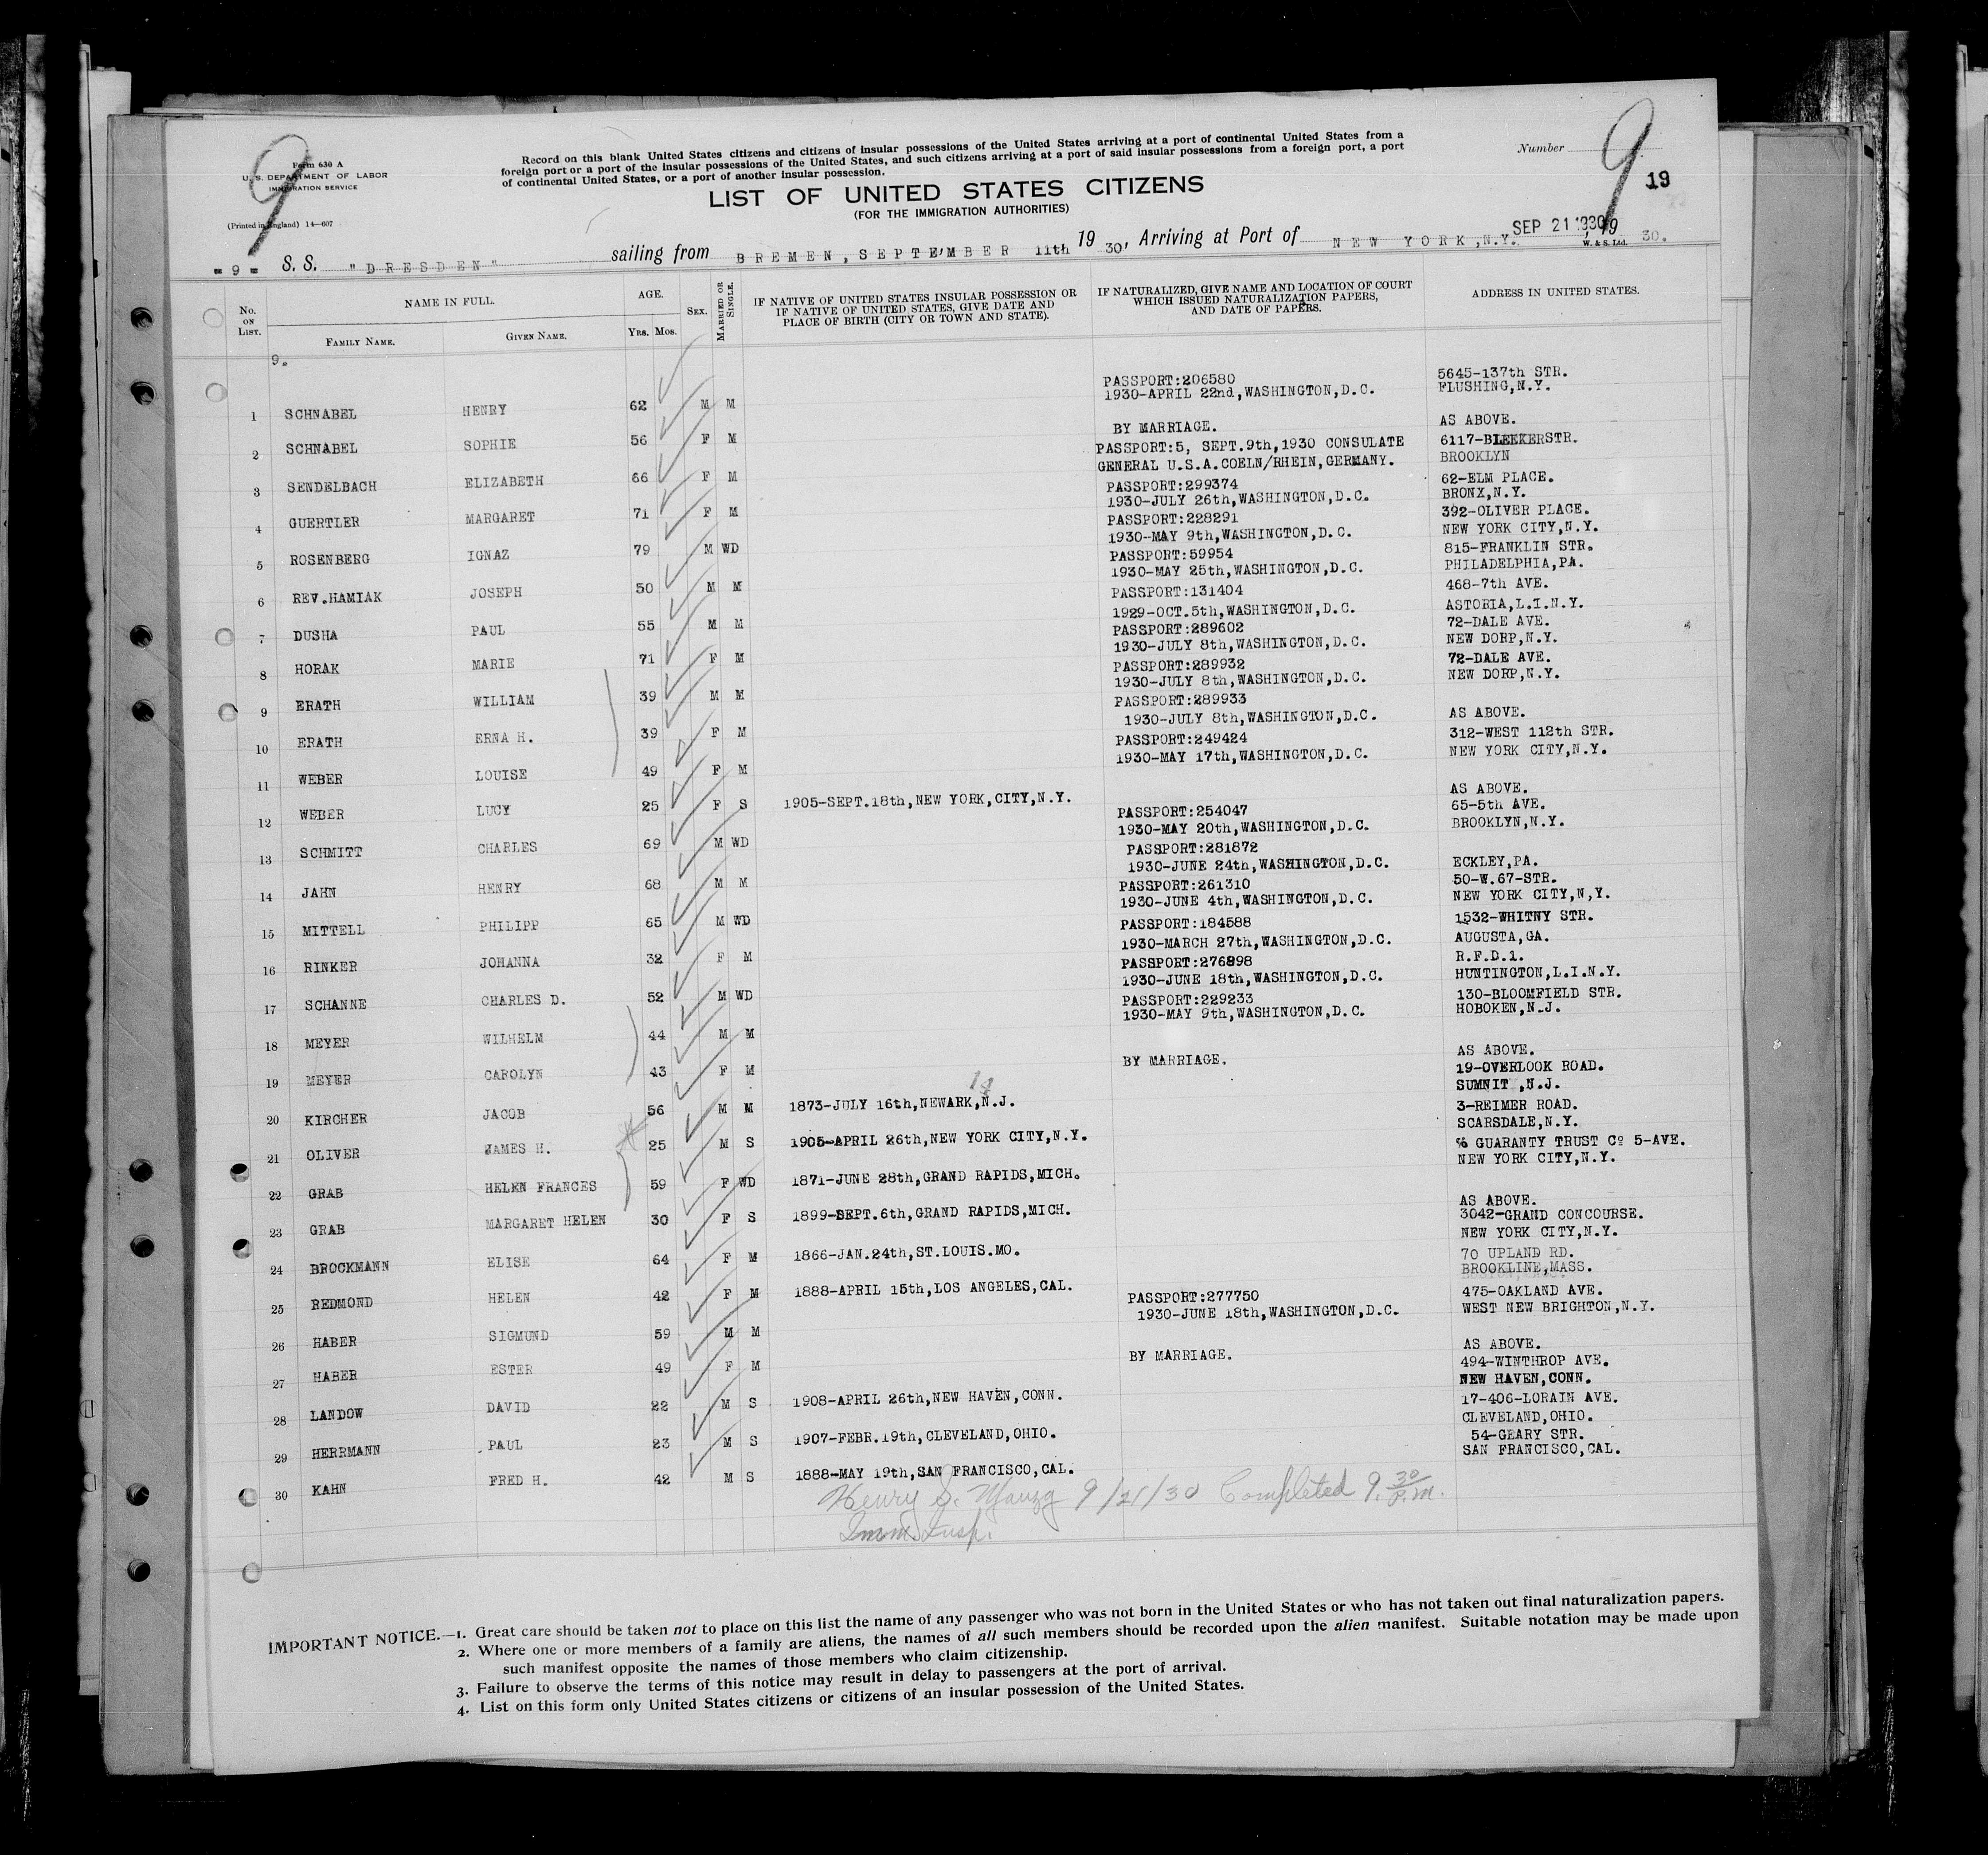 9
Form 630 A
U. S. DEPARTMENT OF LABOR
IMMIGRATION SERVICE
(Printed in England) 14—607
Record on this blank United States citizens and citizens of insular possessions of the United States arriving at a port of continental United States from a
foreign port or a port of the insular possessions of the United States, and such citizens arriving at a port of said insular possessions from a foreign port, a port
of continental United States, or a port of another insular possession.
Number 9
19
LIST OF UNITED STATES CITIZENS
(FOR THE IMMIGRATION AUTHORITIES)
= 9 = S. S. "DRESDEN" sailing from BREMEN, SEPTEMBER 11th 19 30, Arriving at Port of NEW YORK, N.Y. SEP 21 1930, 19 30.
W. & S. Ltd.
No. ON LIST. NAME IN FULL. AGE. SEX. MARRIED OR SINGLE. IF NATIVE OF UNITED STATES INSULAR POSSESSION OR IF NATIVE OF UNITED STATES, GIVE DATE AND PLACE OF BIRTH (CITY OR TOWN AND STATE). IF NATURALIZED, GIVE NAME AND LOCATION OF COURT WHICH ISSUED NATURALIZATION PAPERS, AND DATE OF PAPERS. ADDRESS IN UNITED STATES.
FAMILY NAME. GIVEN NAME. YRS. MOS.
9.
1 SCHNABEL HENRY 62 M M PASSPORT:206580 1930-APRIL 22nd,WASHINGTON,D.C. 5645-137th STR. FLUSHING,N.Y.
2 SCHNABEL SOPHIE 56 F M BY MARRIAGE. AS ABOVE.
3 SENDELBACH ELIZABETH 66 F M PASSPORT:5, SEPT.9th,1930 CONSULATE GENERAL U.S.A.COELN/RHEIN,GERMANY. 6117-BLEEKERSTR. BROOKLYN
4 GUERTLER MARGARET 71 F M PASSPORT:299374 1930-JULY 26th,WASHINGTON,D.C. 62-ELM PLACE. BRONX,N.Y.
5 ROSENBERG IGNAZ 79 M WD PASSPORT:228291 1930-MAY 9th,WASHINGTON,D.C. 392-OLIVER PLACE. NEW YORK CITY,N.Y.
6 REV.HAMIAK JOSEPH 50 M M PASSPORT:59954 1930-MAY 25th,WASHINGTON,D.C. 815-FRANKLIN STR. PHILADELPHIA,PA.
7 DUSHA PAUL 55 M M PASSPORT:131404 1929-OCT.5th,WASHINGTON,D.C. 468-7th AVE. ASTORIA,L.I.N.Y.
8 HORAK MARIE 71 F M PASSPORT:289602 1930-JULY 8th,WASHINGTON,D.C. 72-DALE AVE. NEW DORP,N.Y.
9 ERATH WILLIAM 39 M M PASSPORT:289932 1930-JULY 8th,WASHINGTON,D.C. 72-DALE AVE. NEW DORP,N.Y.
10 ERATH ERNA H. 39 F M PASSPORT:289933 1930-JULY 8th,WASHINGTON,D.C. AS ABOVE.
11 WEBER LOUISE 49 F M PASSPORT:249424 1930-MAY 17th,WASHINGTON,D.C. 312-WEST 112th STR. NEW YORK CITY,N.Y.
12 WEBER LUCY 25 F S 1905-SEPT.18th,NEW YORK,CITY,N.Y. AS ABOVE.
13 SCHMITT CHARLES 69 M WD PASSPORT:254047 1930-MAY 20th,WASHINGTON,D.C. 65-5th AVE. BROOKLYN,N.Y.
14 JAHN HENRY 68 M M PASSPORT:281872 1930-JUNE 24th,WASHINGTON,D.C. ECKLEY,PA.
15 MITTELL PHILIPP 65 M WD PASSPORT:261310 1930-JUNE 4th,WASHINGTON,D.C. 50-W.67-STR. NEW YORK CITY,N,Y.
16 RINKER JOHANNA 32 F M PASSPORT:184588 1930-MARCH 27th,WASHINGTON,D.C. 1532-WHITNY STR. AUGUSTA,GA.
17 SCHANNE CHARLES D. 52 M WD PASSPORT:276898 1930-JUNE 18th,WASHINGTON,D.C. R.F.D.1. HUNTINGTON,L.I.N.Y.
18 MEYER WILHELM 44 M M PASSPORT:229233 1930-MAY 9th,WASHINGTON,D.C. 130-BLOOMFIELD STR. HOBOKEN,N.J.
19 MEYER CAROLYN 43 F M BY MARRIAGE. AS ABOVE.
20 KIRCHER JACOB 56 M M 1873-JULY 16th,NEWARK,N.J. 19-OVERLOOK ROAD. SUMNIT ,N.J.
21 OLIVER JAMES H. 25 M S 1905-APRIL 26th,NEW YORK CITY,N.Y. 3-REIMER ROAD. SCARSDALE,N.Y.
22 GRAB HELEN FRANCES 59 F WD 1871-JUNE 28th,GRAND RAPIDS,MICH. % GUARANTY TRUST Cº 5-AVE. NEW YORK CITY,N.Y.
23 GRAB MARGARET HELEN 30 F S 1899-SEPT.6th,GRAND RAPIDS,MICH. AS ABOVE.
24 BROCKMANN ELISE 64 F M 1866-JAN.24th,ST.LOUIS.MO. 3042-GRAND CONCOURSE. NEW YORK CITY,N.Y.
25 REDMOND HELEN 42 F M 1888-APRIL 15th,LOS ANGELES,CAL. 70 UPLAND RD. BROOKLINE,MASS.
26 HABER SIGMUND 59 M M PASSPORT:277750 1930-JUNE 18th,WASHINGTON,D.C. 475-OAKLAND AVE. WEST NEW BRIGHTON,N.Y.
27 HABER ESTER 49 F M BY MARRIAGE. AS ABOVE.
28 LANDOW DAVID 22 M S 1908-APRIL 26th,NEW HAVEN,CONN. 494-WINTHROP AVE. NEW HAVEN,CONN.
29 HERRMANN PAUL 23 M S 1907-FEBR.19th,CLEVELAND,OHIO. 17-406-LORAIN AVE. CLEVELAND,OHIO.
30 KAHN FRED H. 42 M S 1888-MAY 19th,SAN FRANCISCO,CAL. 54-GEARY STR. SAN FRANCISCO,CAL.
Henry S. 9/21/30 Completed 9.30 P.M.
Imm. Insp.
IMPORTANT NOTICE.—1. Great care should be taken not to place on this list the name of any passenger who was not born in the United States or who has not taken out final naturalization papers.
2. Where one or more members of a family are aliens, the names of all such members should be recorded upon the alien manifest. Suitable notation may be made upon
such manifest opposite the names of those members who claim citizenship.
3. Failure to observe the terms of this notice may result in delay to passengers at the port of arrival.
4. List on this form only United States citizens or citizens of an insular possession of the United States.